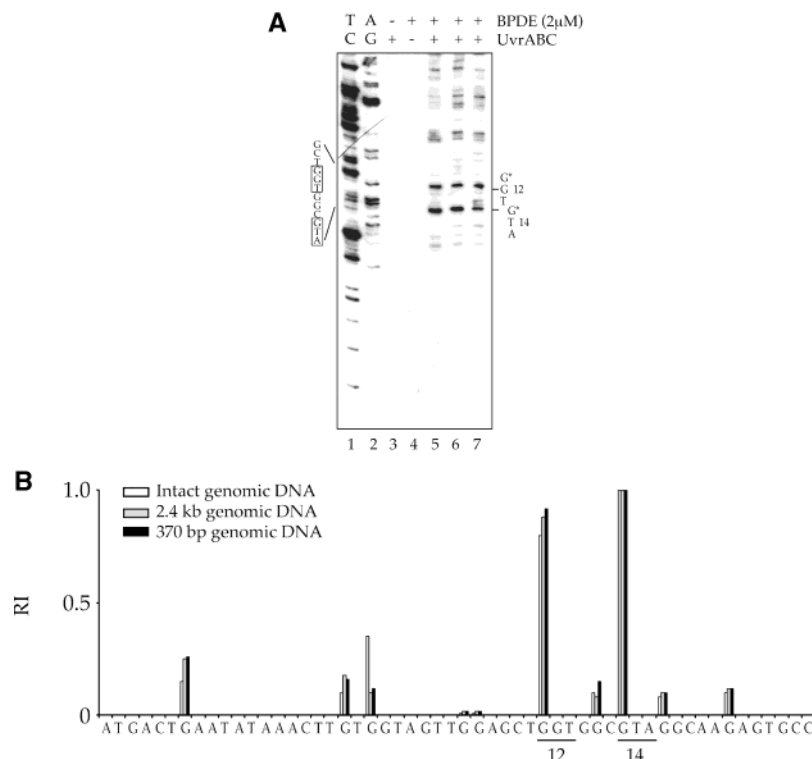 A
T A - + + + + BPDE (2μM)
C G + - + + + UvrABC
G
C
T
G
G
T
G
G
C
G
T
A
G*
G 12
T
G*
T 14
A
1 2 3 4 5 6 7
B
1.0
0.5
0
RI
Intact genomic DNA
2.4 kb genomic DNA
370 bp genomic DNA
ATGACTGAATATAAACTTGTGGTAGTTGGAGCTGGTGGCGTAGGCAAGAGTGCC
12 14